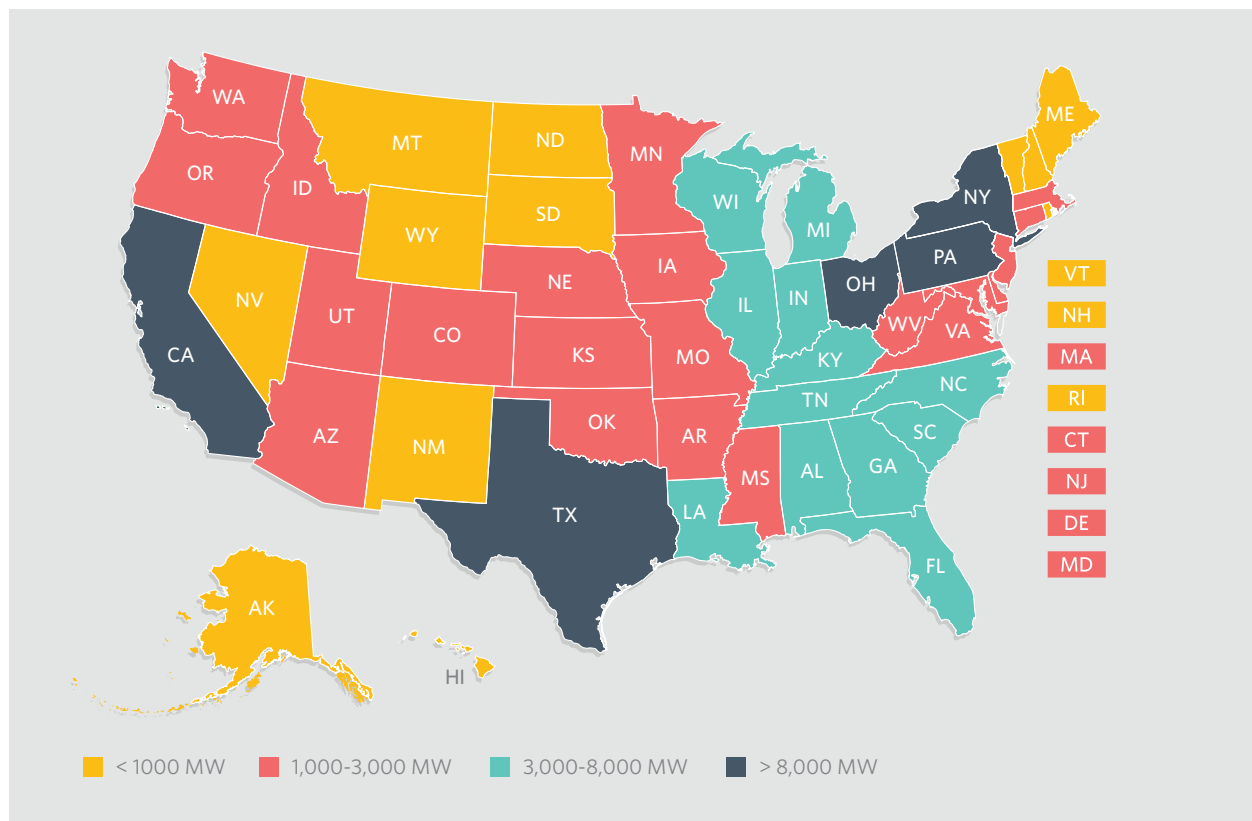 WA
MT
ND
MN
ME
OR
ID
SD
WI
NY
WY
MI
IA
PA
NE
OH
VT
NV
IL
IN
UT
NH
CO
WV
VA
CA
KS
MO
KY
MA
NC
TN
RI
OK
SC
AZ
NM
AR
CT
GA
MS
AL
NJ
LA
TX
DE
FL
MD
AK
HI
< 1000 MW
1,000-3,000 MW
3,000-8,000 MW
> 8,000 MW